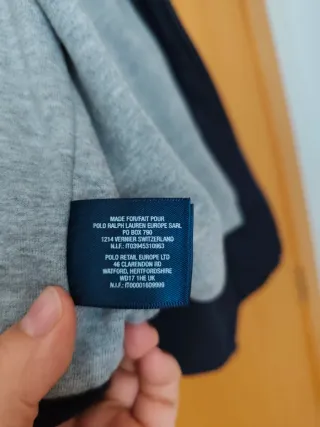 MADE FOR/FAIT POUR
POLO RALPH LAUREN EUROPE SARL
PO BOX 790
1214 VERNIER SWITZERLAND
N.I.F.: IT03945310963
POLO RETAIL EUROPE LTD
46 CLARENDON RD
WATFORD, HERTFORDSHIRE
WD17 1HE UK
N.I.F.: IT00001609999